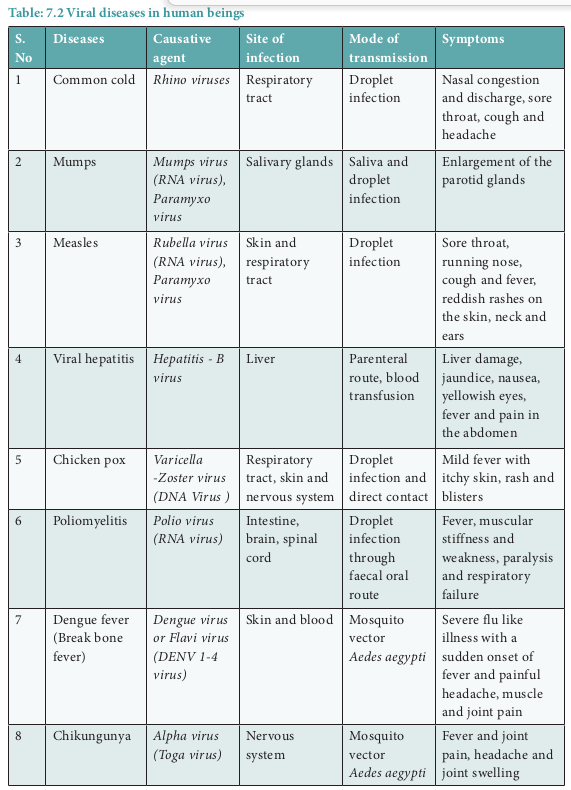 Table: 7.2 Viral diseases in human beings
S. No | Diseases | Causative agent | Site of infection | Mode of transmission | Symptoms
1 | Common cold | Rhino viruses | Respiratory tract | Droplet infection | Nasal congestion and discharge, sore throat, cough and headache
2 | Mumps | Mumps virus (RNA virus), Paramyxo virus | Salivary glands | Saliva and droplet infection | Enlargement of the parotid glands
3 | Measles | Rubella virus (RNA virus), Paramyxo virus | Skin and respiratory tract | Droplet infection | Sore throat, running nose, cough and fever, reddish rashes on the skin, neck and ears
4 | Viral hepatitis | Hepatitis - B virus | Liver | Parenteral route, blood transfusion | Liver damage, jaundice, nausea, yellowish eyes, fever and pain in the abdomen
5 | Chicken pox | Varicella -Zoster virus (DNA Virus ) | Respiratory tract, skin and nervous system | Droplet infection and direct contact | Mild fever with itchy skin, rash and blisters
6 | Poliomyelitis | Polio virus (RNA virus) | Intestine, brain, spinal cord | Droplet infection through faecal oral route | Fever, muscular stiffness and weakness, paralysis and respiratory failure
7 | Dengue fever (Break bone fever) | Dengue virus or Flavi virus (DENV 1-4 virus) | Skin and blood | Mosquito vector Aedes aegypti | Severe flu like illness with a sudden onset of fever and painful headache, muscle and joint pain
8 | Chikungunya | Alpha virus (Toga virus) | Nervous system | Mosquito vector Aedes aegypti | Fever and joint pain, headache and joint swelling